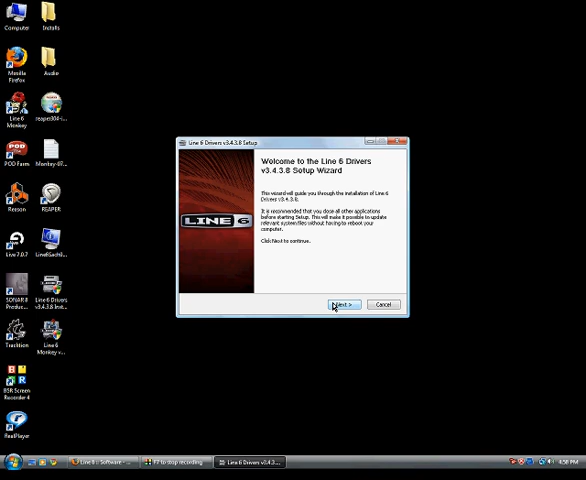 Computer
Installs
Mozilla
Firefox
Audio
Line 6
Monkey
reaper304-i...
POD Farm
Monkey-07...
Reason
REAPER
Live 7.0.7
SONAR 8
Produc...
Line 6 Drivers
v3.4.3.8 Inst...
Tracktion
Line 6
Monkey v...
BSR Screen
Recorder 4
RealPlayer
Line 6 Drivers v3.4.3.8 Setup
Welcome to the Line 6 Drivers
v3.4.3.8 Setup Wizard
This wizard will guide you through the installation of Line 6
Drivers v3.4.3.8.
It is recommended that you close all other applications
before starting Setup. This will make it possible to update
relevant system files without having to reboot your
computer.
Click Next to continue.
LINE 6
Next >
Cancel
Line 6 : Software - ...
F7 to stop recording
Line 6 Drivers v3.4.3...
4:58 PM